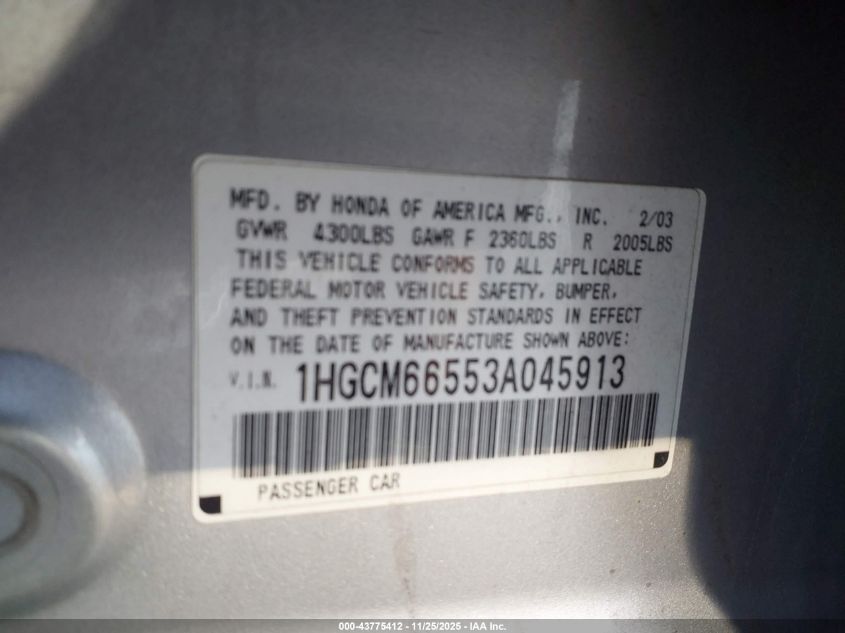 MFD. BY HONDA OF AMERICA MFG., INC. 2/03
GVWR 4300LBS GAWR F 2360LBS R 2005LBS
THIS VEHICLE CONFORMS TO ALL APPLICABLE
FEDERAL MOTOR VEHICLE SAFETY, BUMPER,
AND THEFT PREVENTION STANDARDS IN EFFECT
ON THE DATE OF MANUFACTURE SHOWN ABOVE:
V.I.N. 1HGCM66553A045913
PASSENGER CAR
000-43775412 - 11/25/2025 - IAA Inc.